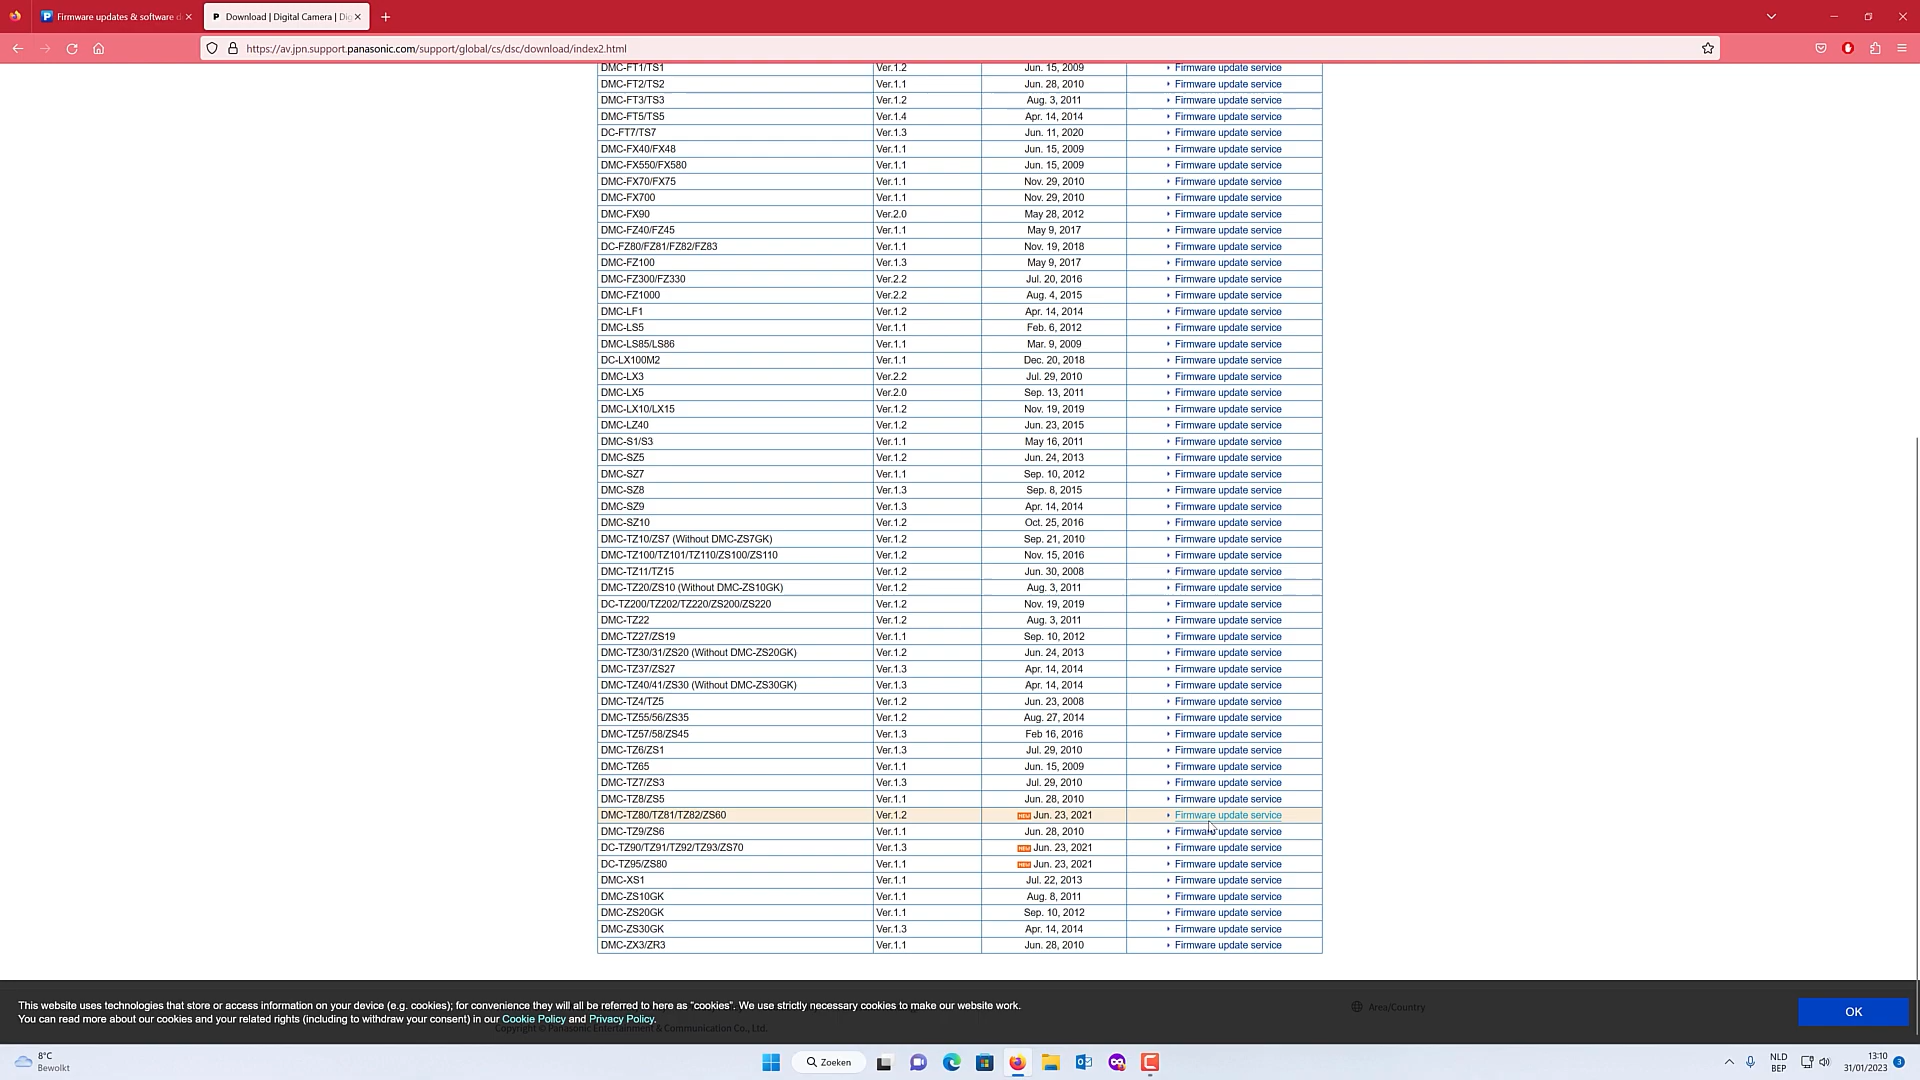 Firmware updates & software d
Download | Digital Camera | Di
https://av.jpn.support.panasonic.com/support/global/cs/dsc/download/index2.html
DMC-FT1/TS1 Ver.1.2 Jun. 15, 2009 Firmware update service
DMC-FT2/TS2 Ver.1.1 Jun. 28, 2010 Firmware update service
DMC-FT3/TS3 Ver.1.2 Aug. 3, 2011 Firmware update service
DMC-FT5/TS5 Ver.1.4 Apr. 14, 2014 Firmware update service
DC-FT7/TS7 Ver.1.3 Jun. 11, 2020 Firmware update service
DMC-FX40/FX48 Ver.1.1 Jun. 15, 2009 Firmware update service
DMC-FX550/FX580 Ver.1.1 Jun. 15, 2009 Firmware update service
DMC-FX70/FX75 Ver.1.1 Nov. 29, 2010 Firmware update service
DMC-FX700 Ver.1.1 Nov. 29, 2010 Firmware update service
DMC-FX90 Ver.2.0 May 28, 2012 Firmware update service
DMC-FZ40/FZ45 Ver.1.1 May 9, 2017 Firmware update service
DC-FZ80/FZ81/FZ82/FZ83 Ver.1.1 Nov. 19, 2018 Firmware update service
DMC-FZ100 Ver.1.3 May 9, 2017 Firmware update service
DMC-FZ300/FZ330 Ver.2.2 Jul. 20, 2016 Firmware update service
DMC-FZ1000 Ver.2.2 Aug. 4, 2015 Firmware update service
DMC-LF1 Ver.1.2 Apr. 14, 2014 Firmware update service
DMC-LS5 Ver.1.1 Feb. 6, 2012 Firmware update service
DMC-LS85/LS86 Ver.1.1 Mar. 9, 2009 Firmware update service
DC-LX100M2 Ver.1.1 Dec. 20, 2018 Firmware update service
DMC-LX3 Ver.2.2 Jul. 29, 2010 Firmware update service
DMC-LX5 Ver.2.0 Sep. 13, 2011 Firmware update service
DMC-LX10/LX15 Ver.1.2 Nov. 19, 2019 Firmware update service
DMC-LZ40 Ver.1.2 Jun. 23, 2015 Firmware update service
DMC-S1/S3 Ver.1.1 May 16, 2011 Firmware update service
DMC-SZ5 Ver.1.2 Jun. 24, 2013 Firmware update service
DMC-SZ7 Ver.1.1 Sep. 10, 2012 Firmware update service
DMC-SZ8 Ver.1.3 Sep. 8, 2015 Firmware update service
DMC-SZ9 Ver.1.3 Apr. 14, 2014 Firmware update service
DMC-SZ10 Ver.1.2 Oct. 25, 2016 Firmware update service
DMC-TZ10/ZS7 (Without DMC-ZS7GK) Ver.1.2 Sep. 21, 2010 Firmware update service
DMC-TZ100/TZ101/TZ110/ZS100/ZS110 Ver.1.2 Nov. 15, 2016 Firmware update service
DMC-TZ11/TZ15 Ver.1.2 Jun. 30, 2008 Firmware update service
DMC-TZ20/ZS10 (Without DMC-ZS10GK) Ver.1.2 Aug. 3, 2011 Firmware update service
DC-TZ200/TZ202/TZ220/ZS200/ZS220 Ver.1.2 Nov. 19, 2019 Firmware update service
DMC-TZ22 Ver.1.2 Aug. 3, 2011 Firmware update service
DMC-TZ27/ZS19 Ver.1.1 Sep. 10, 2012 Firmware update service
DMC-TZ30/31/ZS20 (Without DMC-ZS20GK) Ver.1.2 Jun. 24, 2013 Firmware update service
DMC-TZ37/ZS27 Ver.1.3 Apr. 14, 2014 Firmware update service
DMC-TZ40/41/ZS30 (Without DMC-ZS30GK) Ver.1.3 Apr. 14, 2014 Firmware update service
DMC-TZ4/TZ5 Ver.1.2 Jun. 23, 2008 Firmware update service
DMC-TZ55/56/ZS35 Ver.1.2 Aug. 27, 2014 Firmware update service
DMC-TZ57/58/ZS45 Ver.1.3 Feb 16, 2016 Firmware update service
DMC-TZ6/ZS1 Ver.1.3 Jul. 29, 2010 Firmware update service
DMC-TZ65 Ver.1.1 Jun. 15, 2009 Firmware update service
DMC-TZ7/ZS3 Ver.1.3 Jul. 29, 2010 Firmware update service
DMC-TZ8/ZS5 Ver.1.1 Jun. 28, 2010 Firmware update service
DMC-TZ80/TZ81/TZ82/ZS60 Ver.1.2 NEW Jun. 23, 2021 Firmware update service
DMC-TZ9/ZS6 Ver.1.1 Jun. 28, 2010 Firmware update service
DC-TZ90/TZ91/TZ92/TZ93/ZS70 Ver.1.3 NEW Jun. 23, 2021 Firmware update service
DC-TZ95/ZS80 Ver.1.1 NEW Jun. 23, 2021 Firmware update service
DMC-XS1 Ver.1.1 Jul. 22, 2013 Firmware update service
DMC-ZS10GK Ver.1.1 Aug. 8, 2011 Firmware update service
DMC-ZS20GK Ver.1.1 Sep. 10, 2012 Firmware update service
DMC-ZS30GK Ver.1.3 Apr. 14, 2014 Firmware update service
DMC-ZX3/ZR3 Ver.1.1 Jun. 28, 2010 Firmware update service
This website uses technologies that store or access information on your device (e.g. cookies); for convenience they will all be referred to here as “cookies”. We use strictly necessary cookies to make our website work.
You can read more about our cookies and your related rights (including to withdraw your consent) in our Cookie Policy and Privacy Policy.
Area/Country
OK
Copyright © Panasonic Entertainment & Communication Co., Ltd.
8°C
Bewolkt
Zoeken
NLD
BEP
13:10
31/01/2023
3